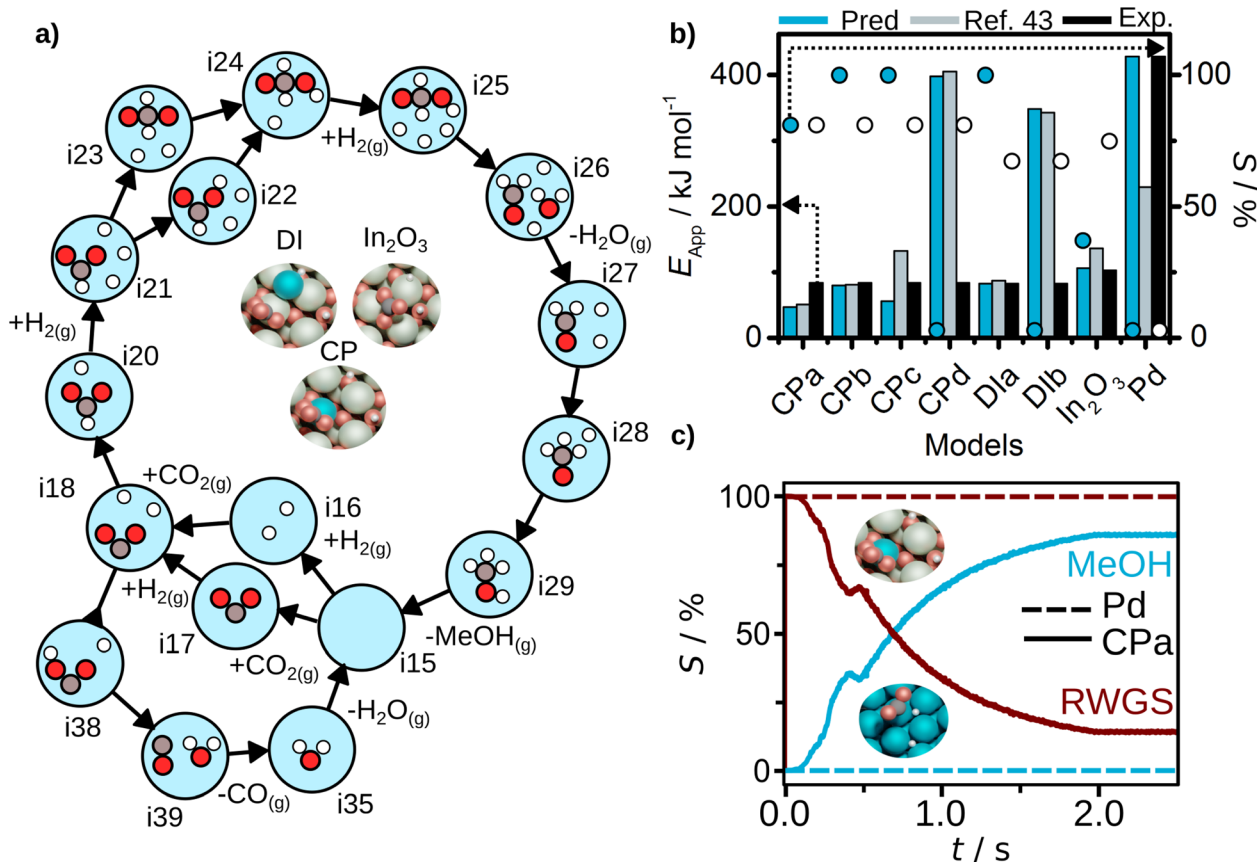 a)
i24
i25
+H2(g)
i23
i22
i26
-H2O(g)
i21
DI
In2O3
i27
+H2(g)
CP
i20
i28
i18
+CO2(g)
i16
+H2(g)
i29
+H2(g)
i17
+CO2(g)
i15
-MeOH(g)
i38
-H2O(g)
i39
-CO(g)
i35
b)
Pred
Ref. 43
Exp.
EApp / kJ mol−1
400
200
0
100
50
0
S / %
CPa
CPb
CPc
CPd
DIa
DIb
In2O3
Pd
Models
c)
S / %
100
50
0
MeOH
Pd
CPa
RWGS
0.0
1.0
2.0
t / s